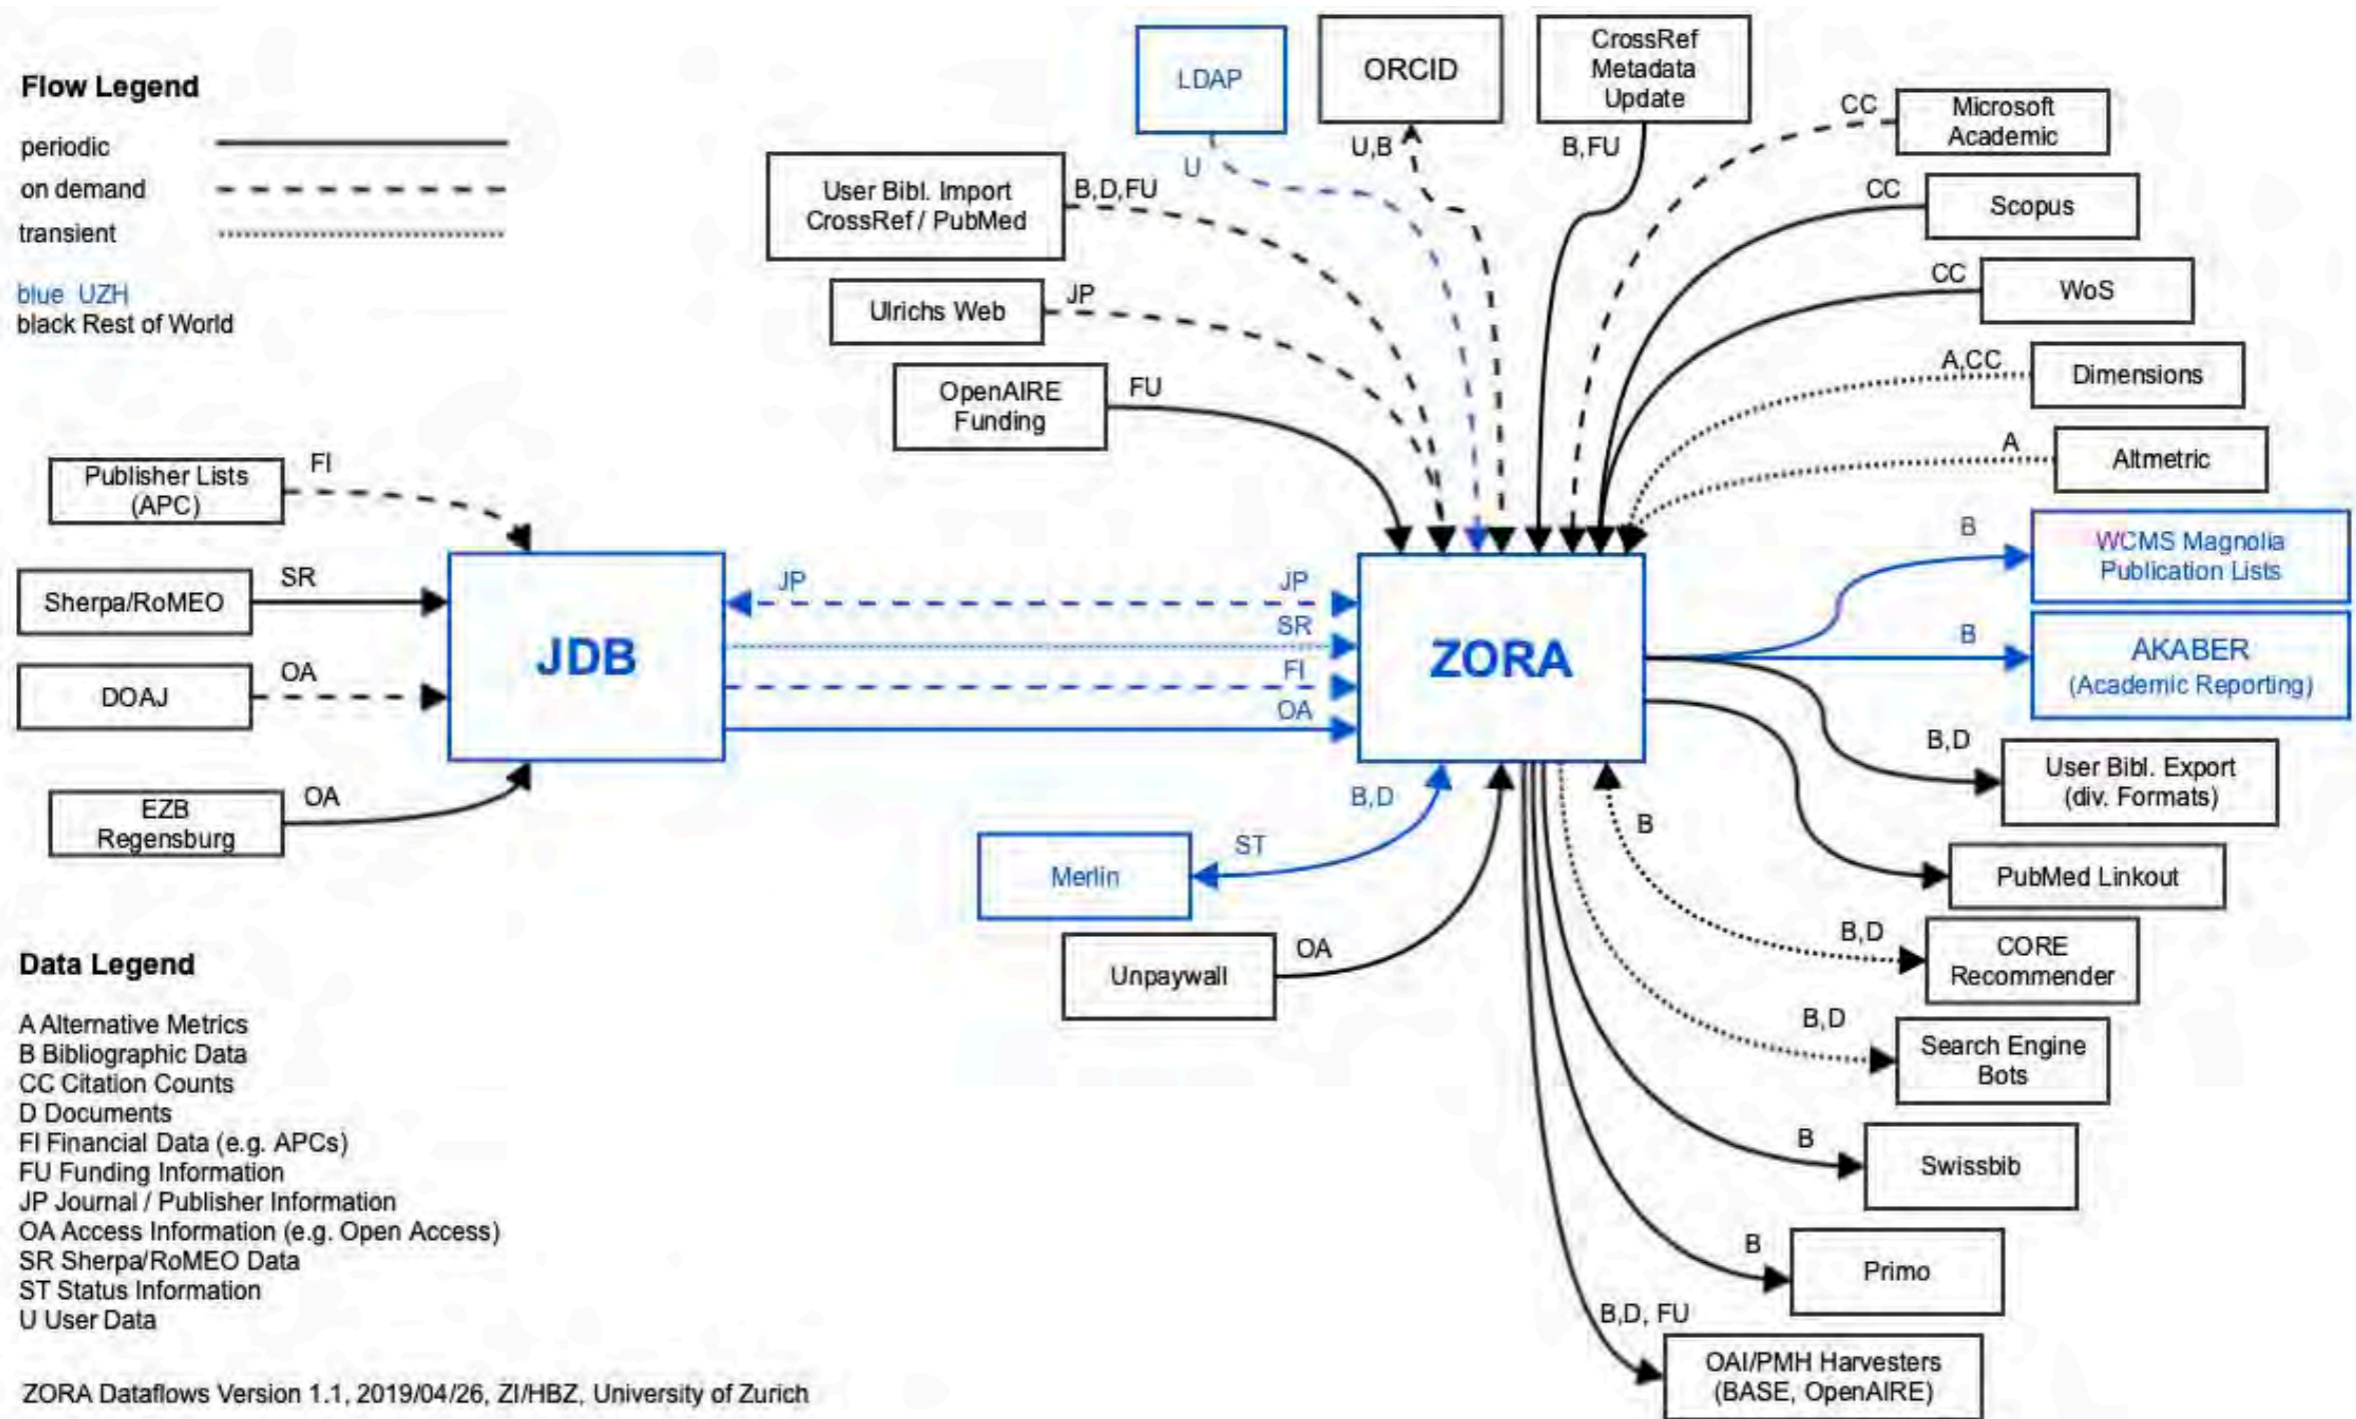 Flow Legend
periodic
on demand
transient
blue UZH
black Rest of World
LDAP
U
ORCID
U,B
CrossRef
Metadata
Update
B,FU
Microsoft
Academic
CC
Scopus
CC
WoS
CC
Dimensions
A,CC
Altmetric
A
User Bibl. Import
CrossRef / PubMed
B,D,FU
Ulrichs Web
JP
OpenAIRE
Funding
FU
Publisher Lists
(APC)
FI
Sherpa/RoMEO
SR
DOAJ
OA
EZB
Regensburg
OA
JDB
JP
JP
SR
FI
OA
ZORA
B
WCMS Magnolia
Publication Lists
B
AKABER
(Academic Reporting)
B,D
User Bibl. Export
(div. Formats)
PubMed Linkout
B
B,D
CORE
Recommender
B,D
Search Engine
Bots
B
Swissbib
B
Primo
B,D, FU
OAI/PMH Harvesters
(BASE, OpenAIRE)
B,D
ST
Merlin
Unpaywall
OA
Data Legend
A Alternative Metrics
B Bibliographic Data
CC Citation Counts
D Documents
FI Financial Data (e.g. APCs)
FU Funding Information
JP Journal / Publisher Information
OA Access Information (e.g. Open Access)
SR Sherpa/RoMEO Data
ST Status Information
U User Data
ZORA Dataflows Version 1.1, 2019/04/26, ZI/HBZ, University of Zurich